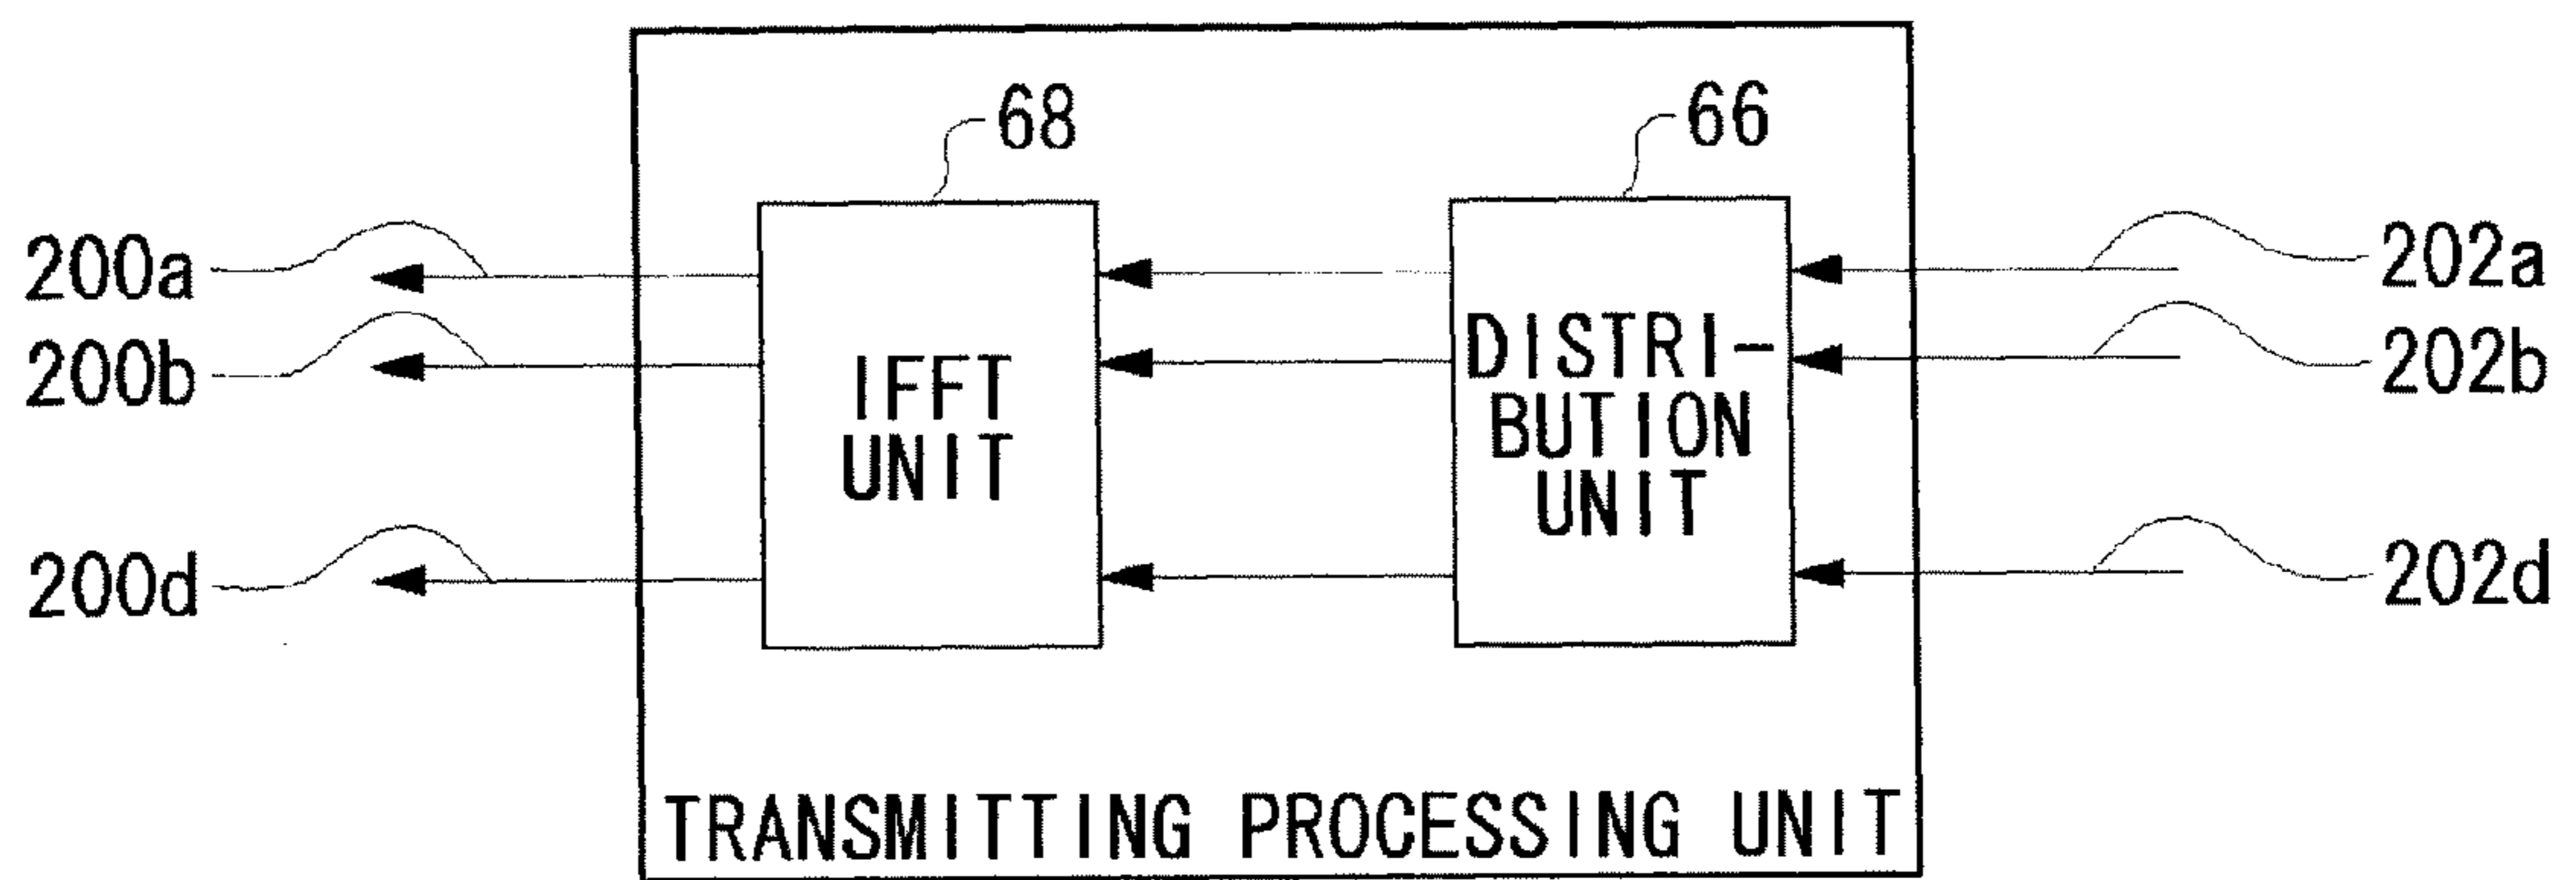 68
66
200a
202a
200b
202b
IFFT
UNIT
DISTRI-
BUTION
UNIT
200d
202d
TRANSMITTING PROCESSING UNIT